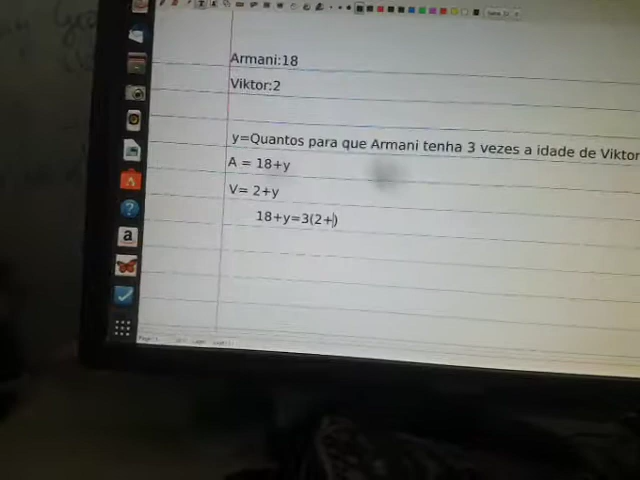 Armani:18
Viktor:2
y=Quantos para que Armani tenha 3 vezes a idade de Viktor
A = 18+y
V= 2+y
18+y=3(2+)